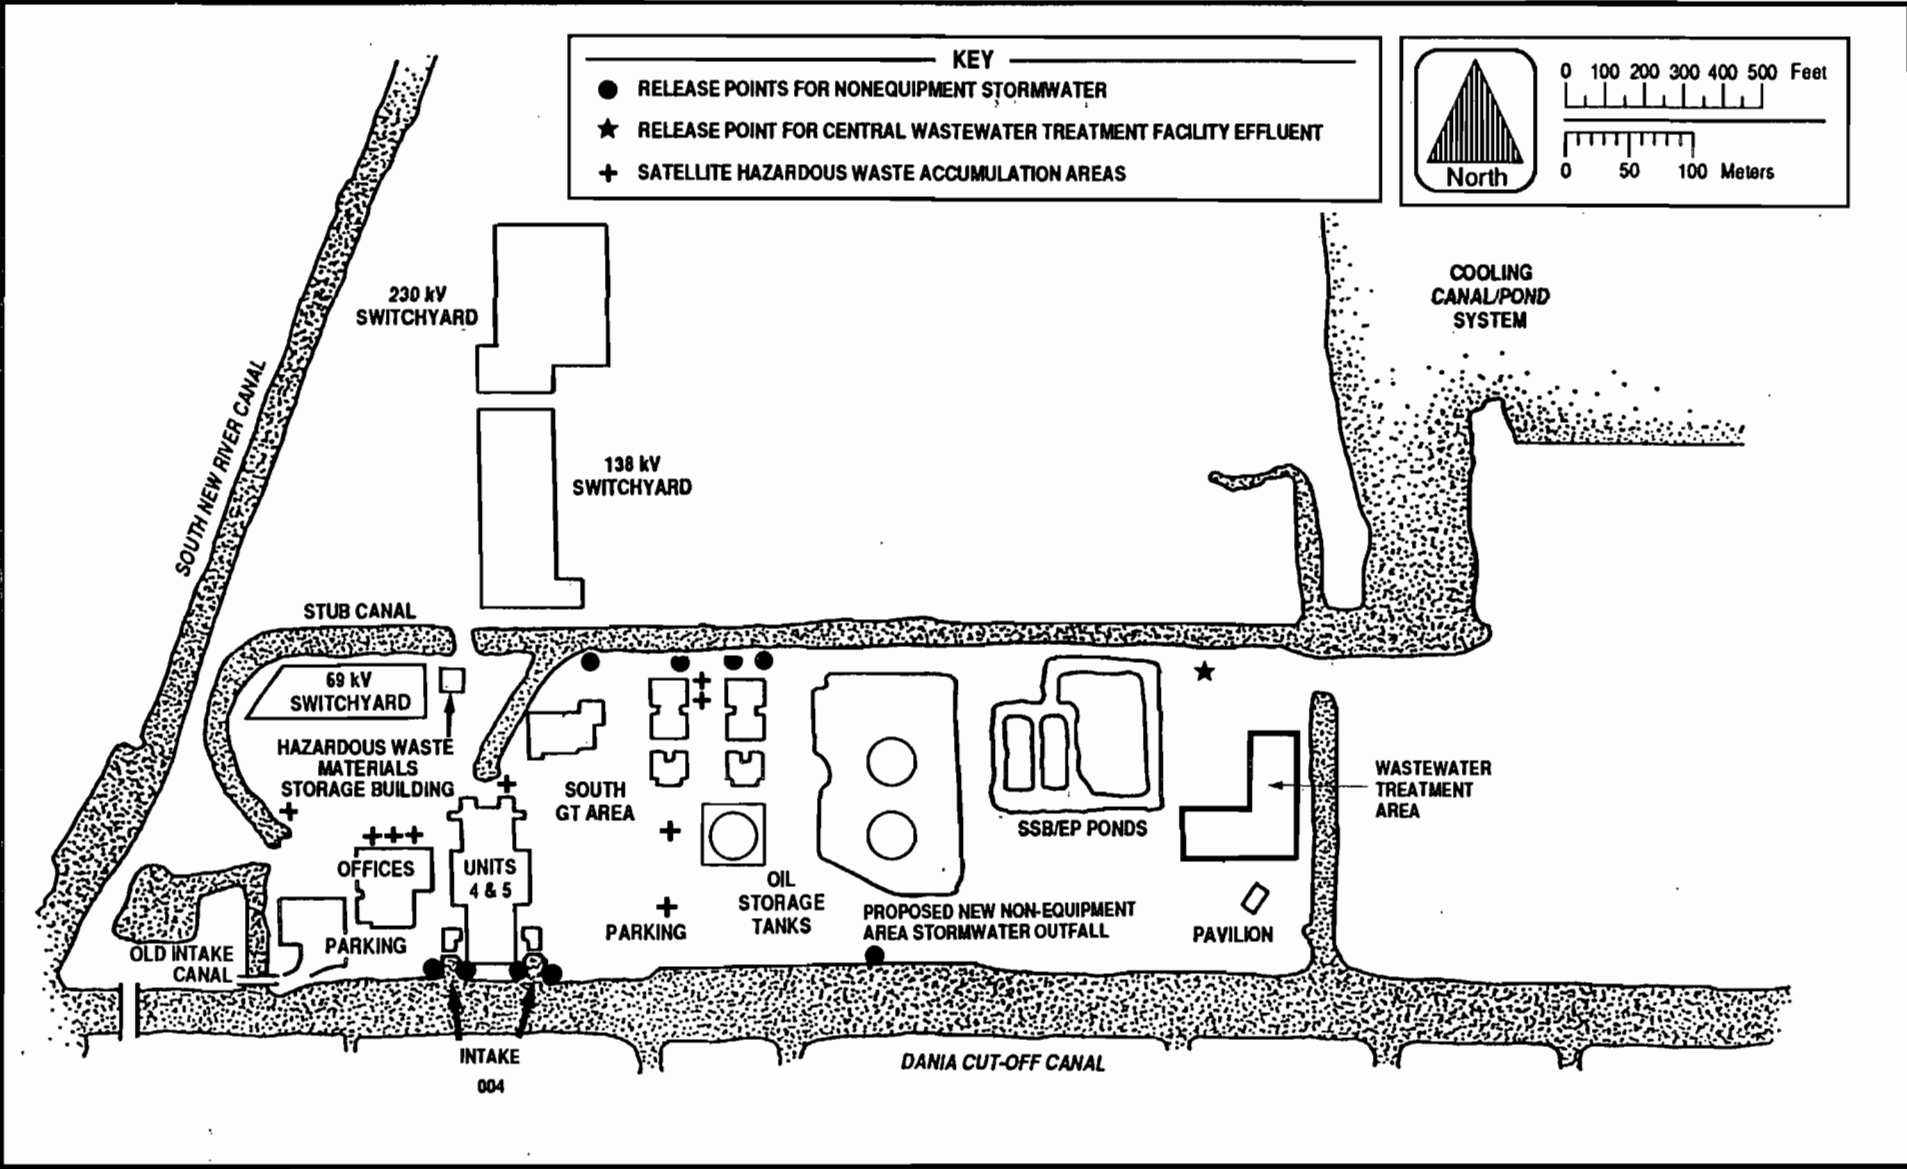 KEY
RELEASE POINTS FOR NONEQUIPMENT STORMWATER
RELEASE POINT FOR CENTRAL WASTEWATER TREATMENT FACILITY EFFLUENT
SATELLITE HAZARDOUS WASTE ACCUMULATION AREAS
North
0 100 200 300 400 500 Feet
0 50 100 Meters
COOLING
CANAL/POND
SYSTEM
230 kV
SWITCHYARD
138 kV
SWITCHYARD
SOUTH NEW RIVER CANAL
STUB CANAL
69 kV
SWITCHYARD
HAZARDOUS WASTE
MATERIALS
STORAGE BUILDING
SOUTH
GT AREA
OFFICES
UNITS
4 & 5
OIL
STORAGE
TANKS
SSB/EP PONDS
WASTEWATER
TREATMENT
AREA
PAVILION
PROPOSED NEW NON-EQUIPMENT
AREA STORMWATER OUTFALL
PARKING
PARKING
OLD INTAKE
CANAL
INTAKE
004
DANIA CUT-OFF CANAL